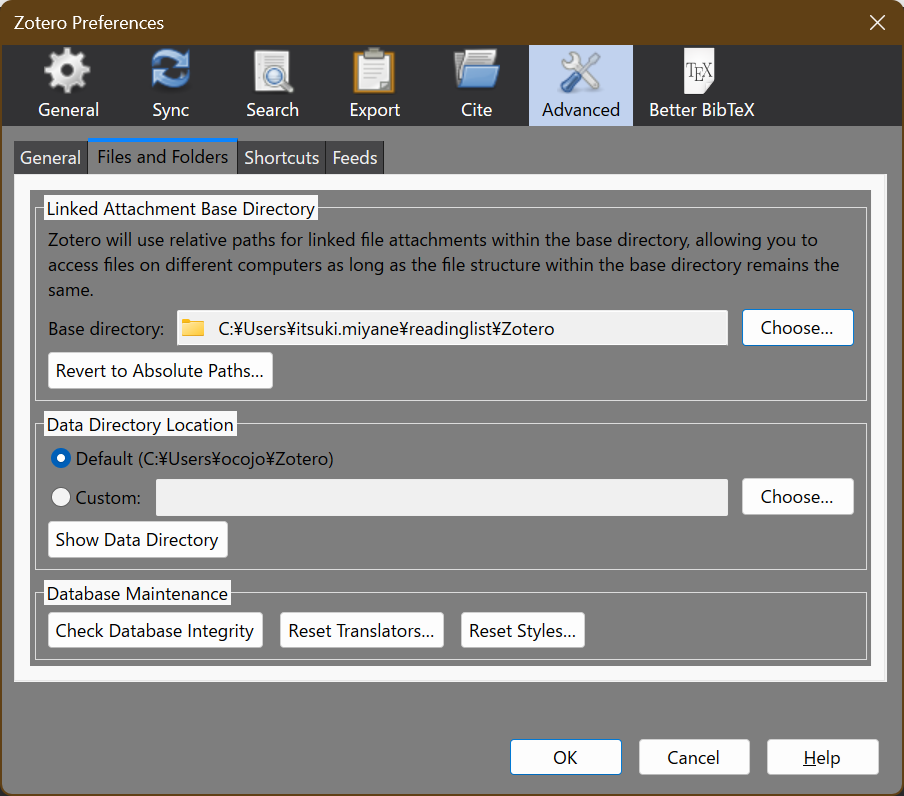 Zotero Preferences
General Sync Search Export Cite Advanced Better BibTeX
TEX
General Files and Folders Shortcuts Feeds
Linked Attachment Base Directory
Zotero will use relative paths for linked file attachments within the base directory, allowing you to
access files on different computers as long as the file structure within the base directory remains the
same.
Base directory: C:¥Users¥itsuki.miyane¥readinglist¥Zotero Choose...
Revert to Absolute Paths...
Data Directory Location
Default (C:¥Users¥ocojo¥Zotero)
Custom: Choose...
Show Data Directory
Database Maintenance
Check Database Integrity Reset Translators... Reset Styles...
OK Cancel Help